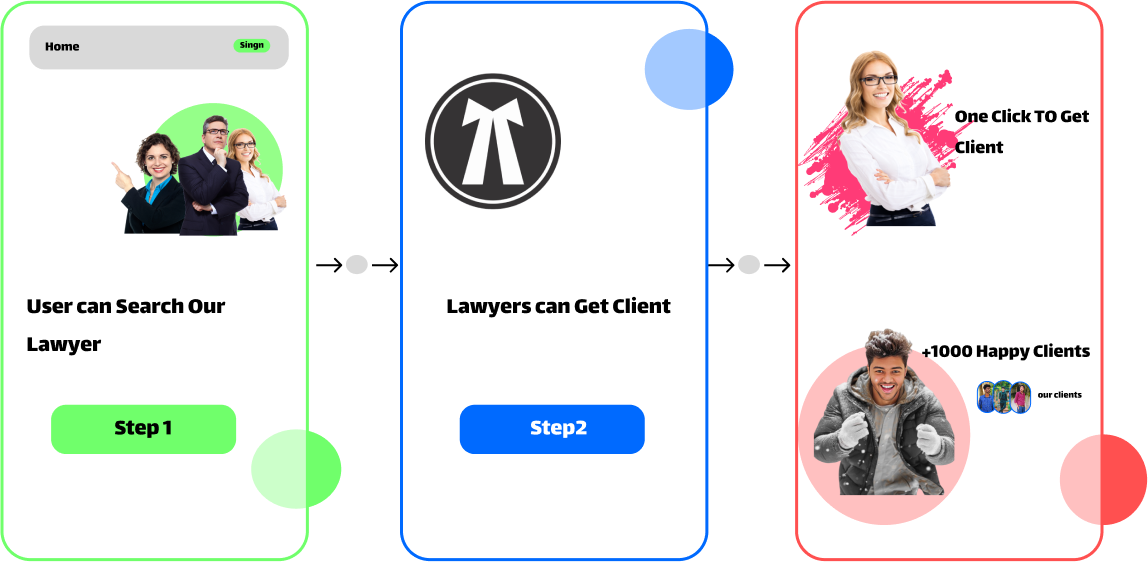 Home
Singn
User can Search Our
Lawyer
Step 1
Lawyers can Get Client
Step2
One Click TO Get
Client
+1000 Happy Clients
our clients